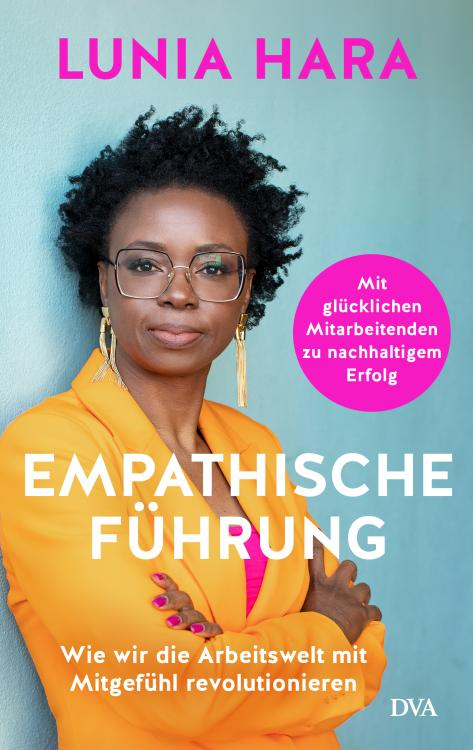 LUNIA HARA
Mit
glücklichen
Mitarbeitenden
zu nachhaltigem
Erfolg
EMPATHISCHE
FÜHRUNG
Wie wir die Arbeitswelt mit
Mitgefühl revolutionieren
DVA